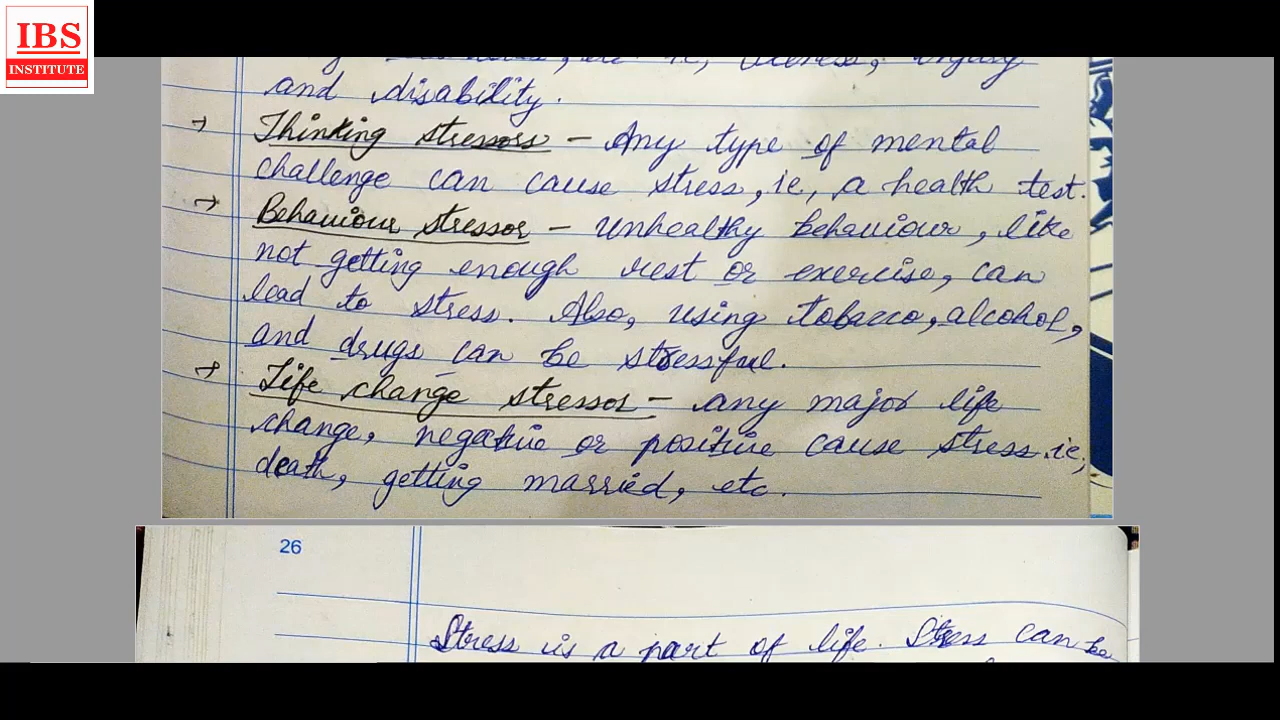 IBS
INSTITUTE
illness, injury
and disability.
→ Thinking stressors – Any type of mental
challenge can cause stress, ie., a health test.
→ Behaviour stressor – unhealthy behaviour, like
not getting enough rest or exercise, can
lead to stress. Also, using tobacco, alcohol,
and drugs can be stressful.
→ Life change stressor – any major life
change, negative or positive cause stress ie,
death, getting married, etc.
26
Stress is a part of life. Stress can be